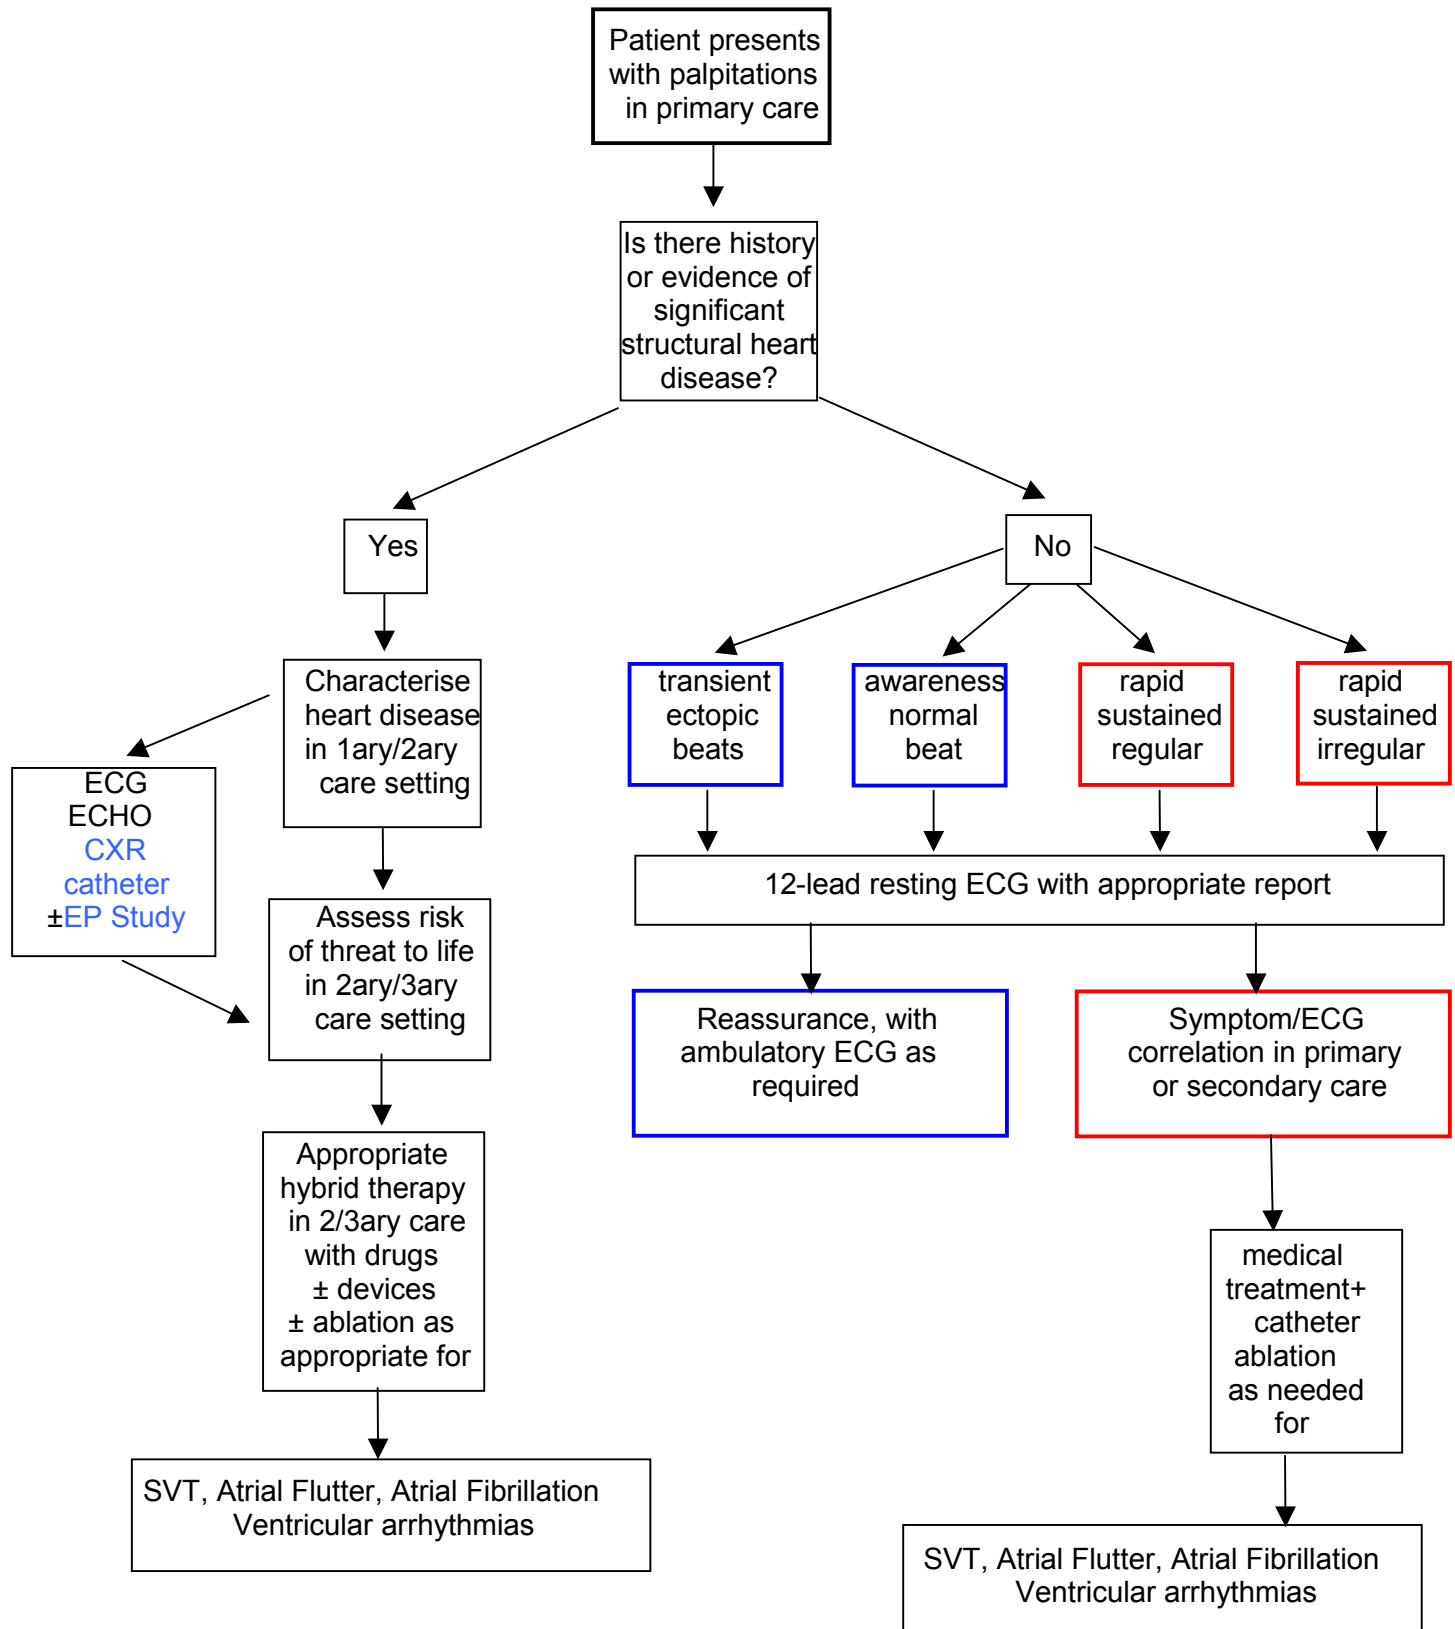 Patient presents
with palpitations
in primary care
Is there history
or evidence of
significant
structural heart
disease?
Yes
No
Characterise
heart disease
in 1ary/2ary
care setting
transient
ectopic
beats
awareness
normal
beat
rapid
sustained
regular
rapid
sustained
irregular
ECG
ECHO
CXR
catheter
±EP Study
12-lead resting ECG with appropriate report
Assess risk
of threat to life
in 2ary/3ary
care setting
Reassurance, with
ambulatory ECG as
required
Symptom/ECG
correlation in primary
or secondary care
Appropriate
hybrid therapy
in 2/3ary care
with drugs
± devices
± ablation as
appropriate for
medical
treatment+
catheter
ablation
as needed
for
SVT, Atrial Flutter, Atrial Fibrillation
Ventricular arrhythmias
SVT, Atrial Flutter, Atrial Fibrillation
Ventricular arrhythmias